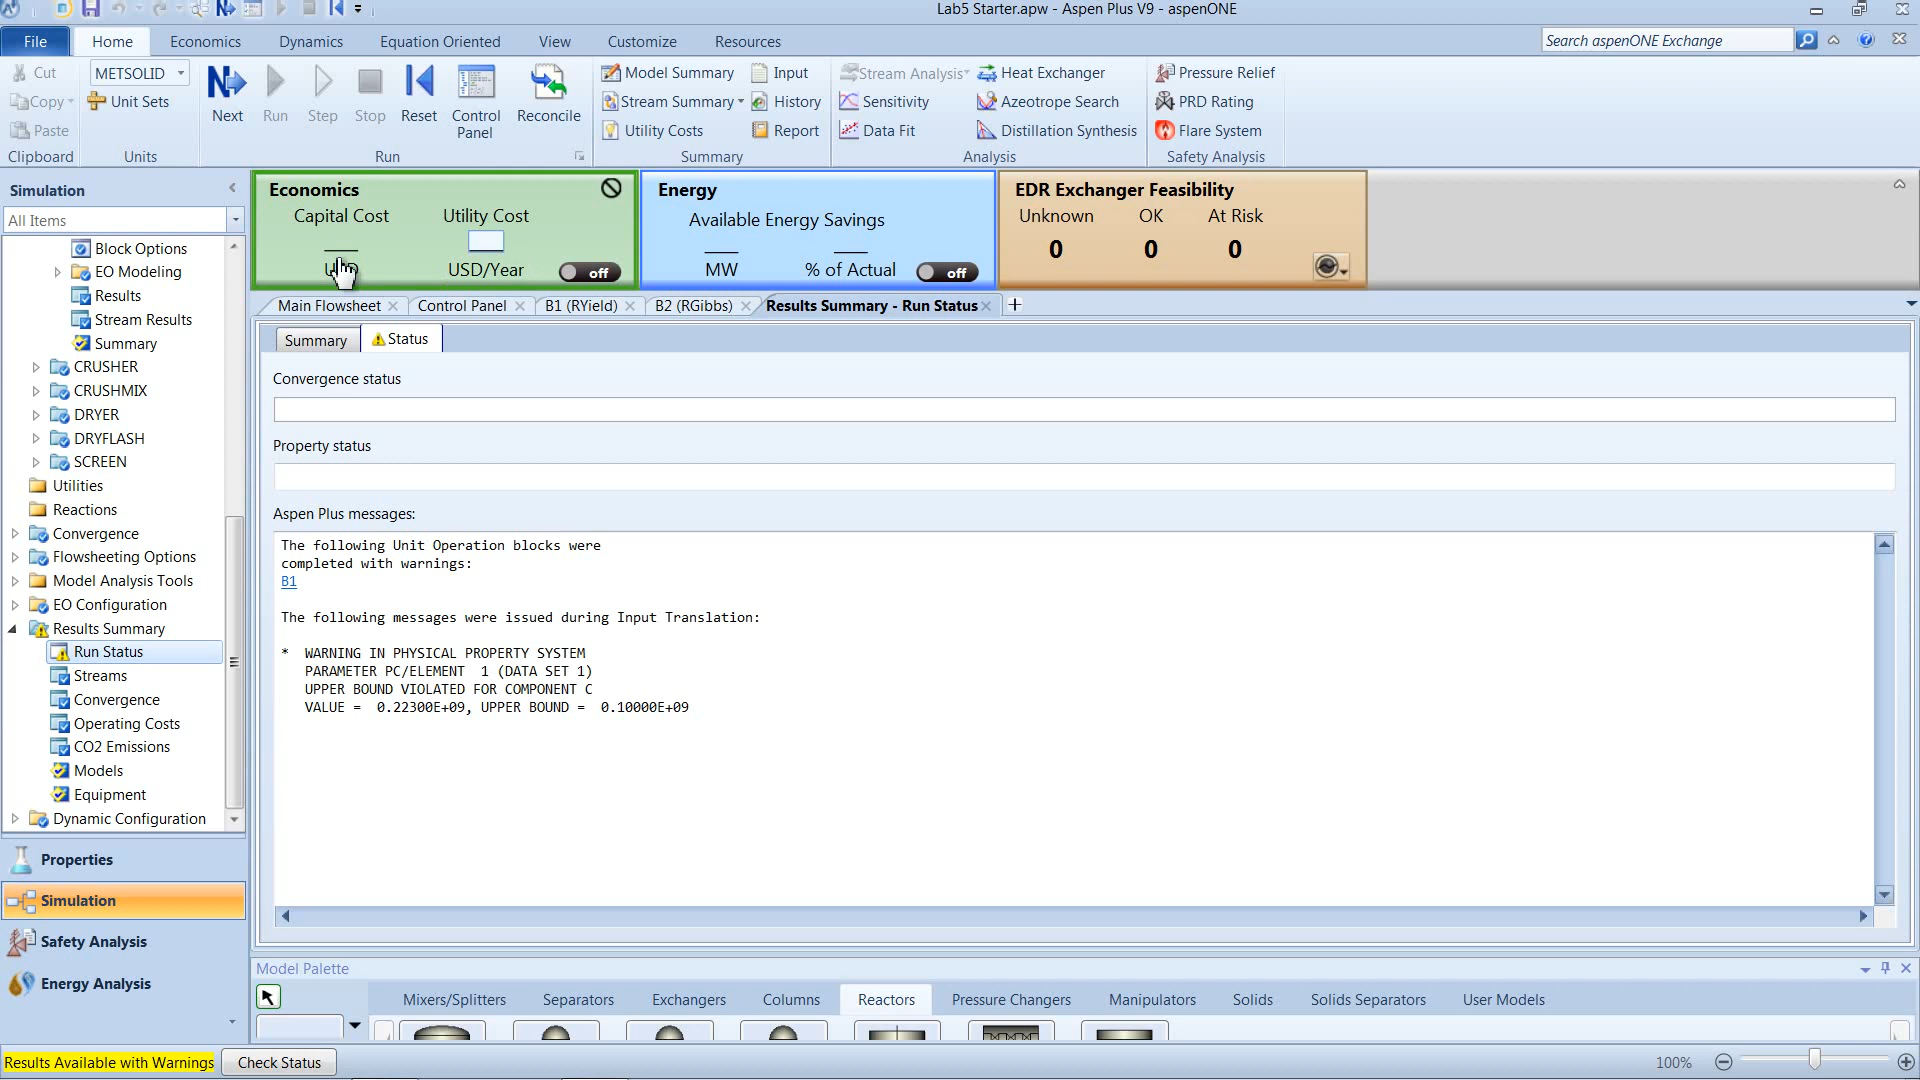 Lab5 Starter.apw - Aspen Plus V9 - aspenONE
File Home Economics Dynamics Equation Oriented View Customize Resources Search aspenONE Exchange
Cut METSOLID Model Summary Input Stream Analysis Heat Exchanger Pressure Relief
Copy Unit Sets Next Run Step Stop Reset Control Panel Reconcile Stream Summary History Sensitivity Azeotrope Search PRD Rating
Paste Utility Costs Report Data Fit Distillation Synthesis Flare System
Clipboard Units Run Summary Analysis Safety Analysis
Simulation
All Items
Block Options
EO Modeling
Results
Stream Results
Summary
CRUSHER
CRUSHMIX
DRYER
DRYFLASH
SCREEN
Utilities
Reactions
Convergence
Flowsheeting Options
Model Analysis Tools
EO Configuration
Results Summary
Run Status
Streams
Convergence
Operating Costs
CO2 Emissions
Models
Equipment
Dynamic Configuration
Properties
Simulation
Safety Analysis
Energy Analysis
Economics
Capital Cost Utility Cost
USD USD/Year off
Energy
Available Energy Savings
MW % of Actual off
EDR Exchanger Feasibility
Unknown OK At Risk
0 0 0
Main Flowsheet Control Panel B1 (RYield) B2 (RGibbs) Results Summary - Run Status
Summary Status
Convergence status
Property status
Aspen Plus messages:
The following Unit Operation blocks were
completed with warnings:
B1
The following messages were issued during Input Translation:
* WARNING IN PHYSICAL PROPERTY SYSTEM
PARAMETER PC/ELEMENT 1 (DATA SET 1)
UPPER BOUND VIOLATED FOR COMPONENT C
VALUE = 0.22300E+09, UPPER BOUND = 0.10000E+09
Model Palette
Mixers/Splitters Separators Exchangers Columns Reactors Pressure Changers Manipulators Solids Solids Separators User Models
Results Available with Warnings Check Status 100%